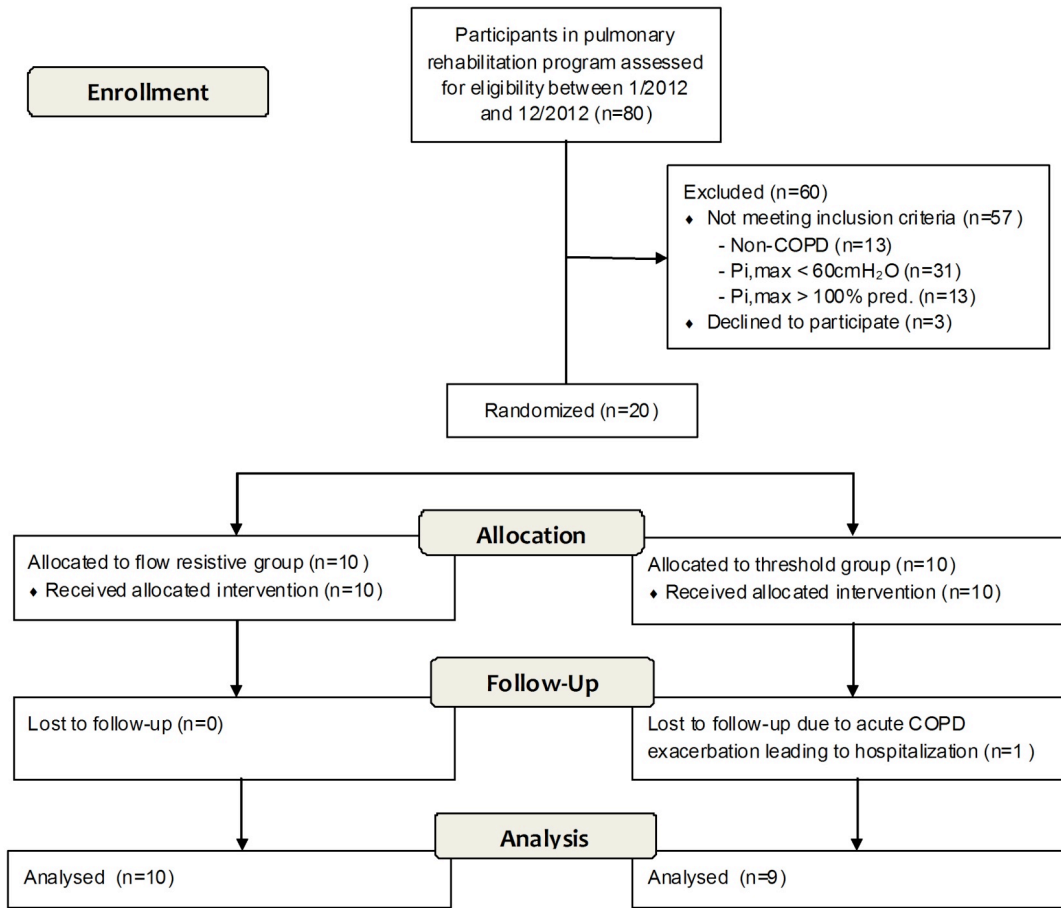 Enrollment
Participants in pulmonary
rehabilitation program assessed
for eligibility between 1/2012
and 12/2012 (n=80)
Excluded (n=60)
♦ Not meeting inclusion criteria (n=57 )
- Non-COPD (n=13)
- Pi,max < 60cmH₂O (n=31)
- Pi,max > 100% pred. (n=13)
♦ Declined to participate (n=3)
Randomized (n=20)
Allocation
Allocated to flow resistive group (n=10)
♦ Received allocated intervention (n=10)
Allocated to threshold group (n=10)
♦ Received allocated intervention (n=10)
Follow-Up
Lost to follow-up (n=0)
Lost to follow-up due to acute COPD
exacerbation leading to hospitalization (n=1 )
Analysis
Analysed (n=10)
Analysed (n=9)